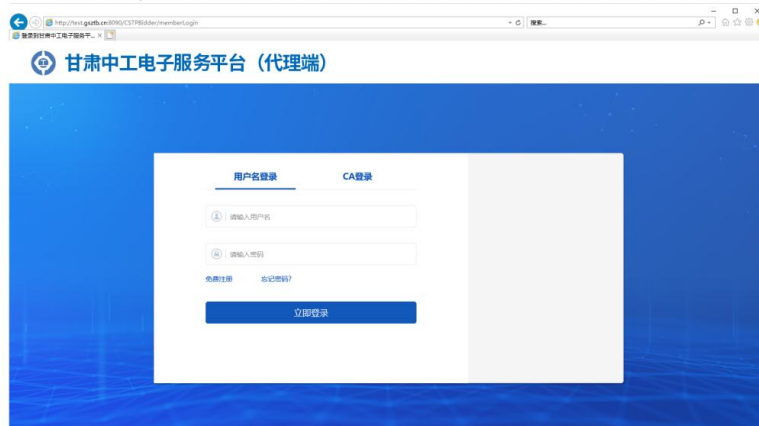 http://test.gsztb.cn:8090/CSTPBidder/memberLogin
搜索...
登录到甘肃中工电子服务平...
甘肃中工电子服务平台（代理端）
用户名登录 CA登录
请输入用户名
请输入密码
免费注册 忘记密码?
立即登录